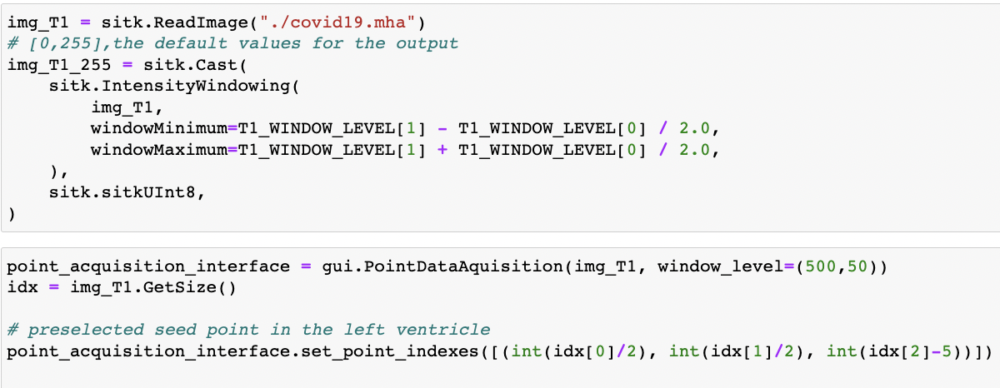 img_T1 = sitk.ReadImage("./covid19.mha")
# [0,255],the default values for the output
img_T1_255 = sitk.Cast(
    sitk.IntensityWindowing(
        img_T1,
        windowMinimum=T1_WINDOW_LEVEL[1] - T1_WINDOW_LEVEL[0] / 2.0,
        windowMaximum=T1_WINDOW_LEVEL[1] + T1_WINDOW_LEVEL[0] / 2.0,
    ),
    sitk.sitkUInt8,
)
point_acquisition_interface = gui.PointDataAquisition(img_T1, window_level=(500,50))
idx = img_T1.GetSize()
# preselected seed point in the left ventricle
point_acquisition_interface.set_point_indexes([(int(idx[0]/2), int(idx[1]/2), int(idx[2]-5))])